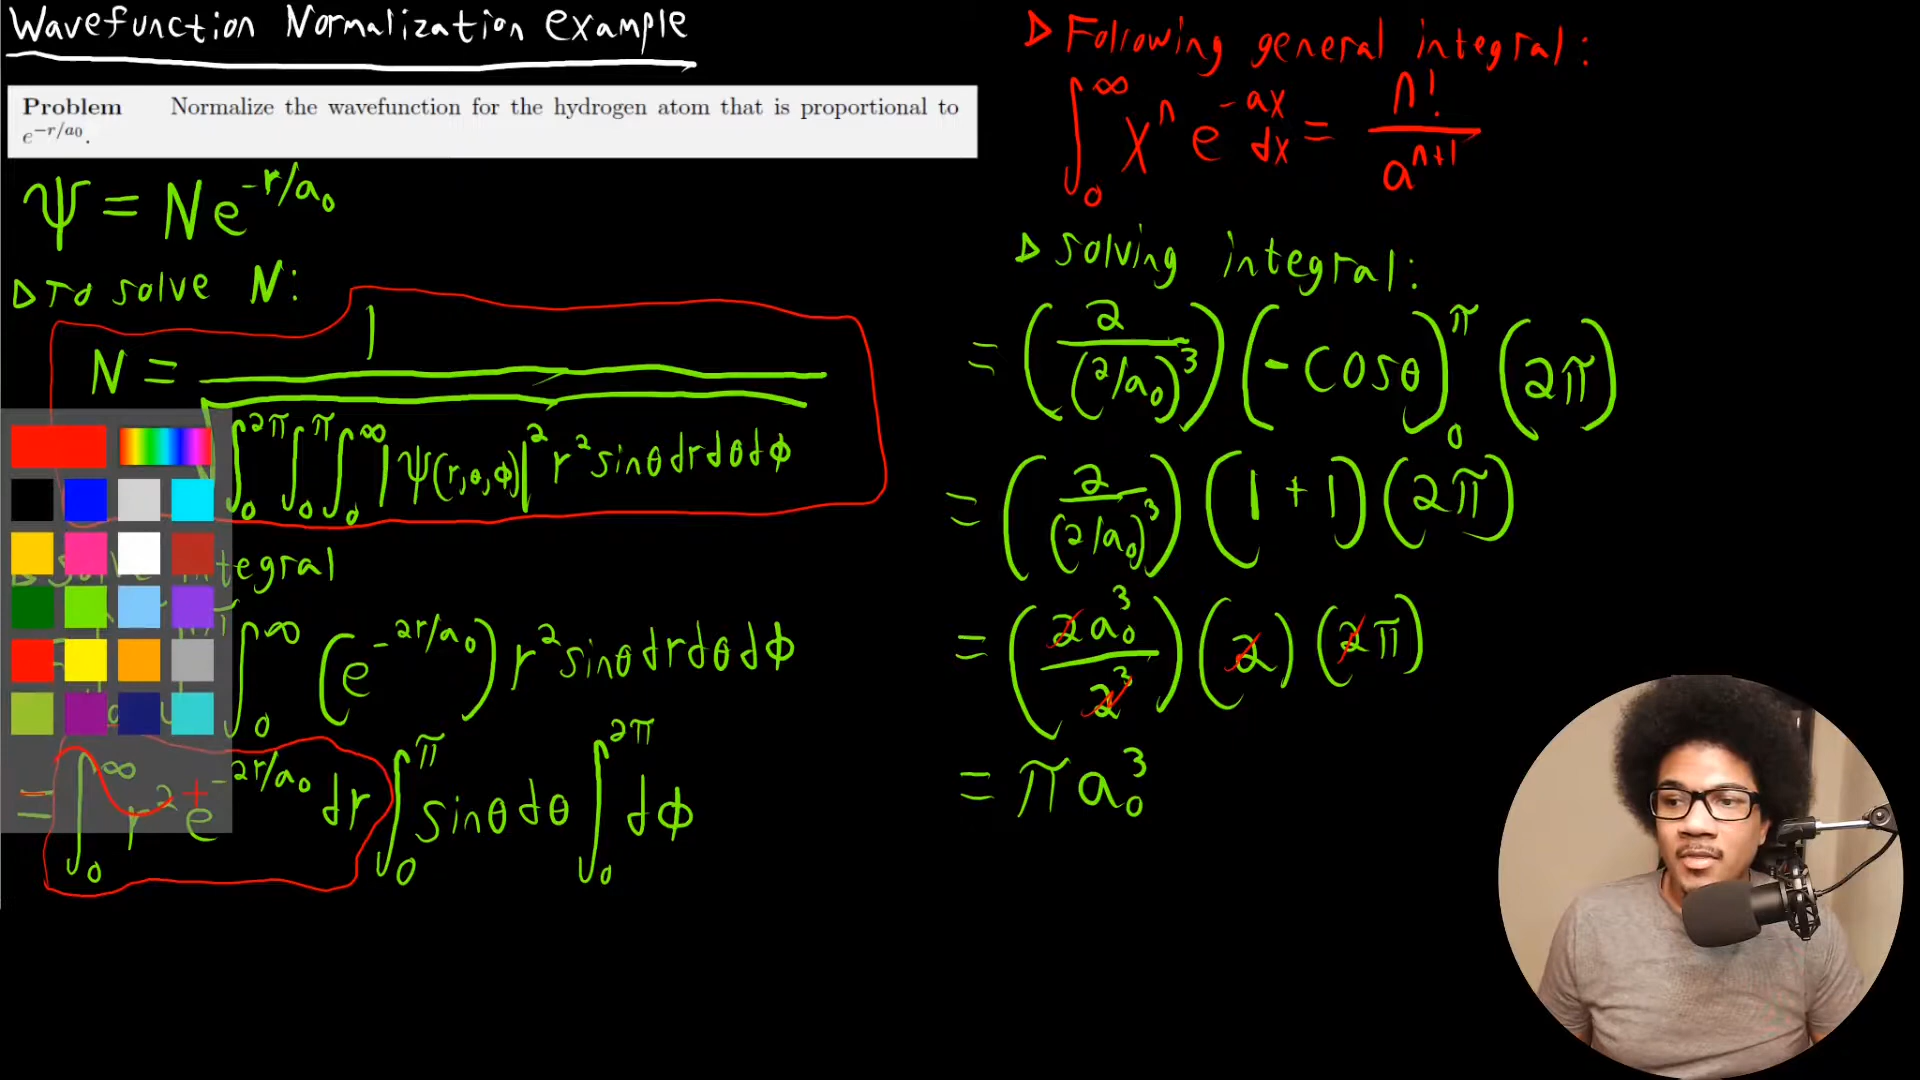 Wavefunction Normalization example
Problem Normalize the wavefunction for the hydrogen atom that is proportional to
e^{-r/a₀}.
Ψ = Ne^{-r/a₀}
▷ To solve N:
N = 1 / √(∫₀^{2π} ∫₀^{π} ∫₀^{∞} |Ψ(r,θ,φ)|² r² sinθ dr dθ dφ)
tegral
∫₀^{∞} (e^{-2r/a₀}) r² sinθ dr dθ dφ
= ∫₀^{∞} r² e^{-2r/a₀} dr ∫₀^{π} sinθ dθ ∫₀^{2π} dφ
▷ Following general integral:
∫₀^{∞} x^n e^{-ax} dx = n! / a^{n+1}
▷ Solving integral:
= (2 / (2/a₀)³) (-cosθ)₀^{π} (2π)
= (2 / (2/a₀)³) (1 + 1) (2π)
= (2a₀³ / 2³) (2) (2π)
= πa₀³